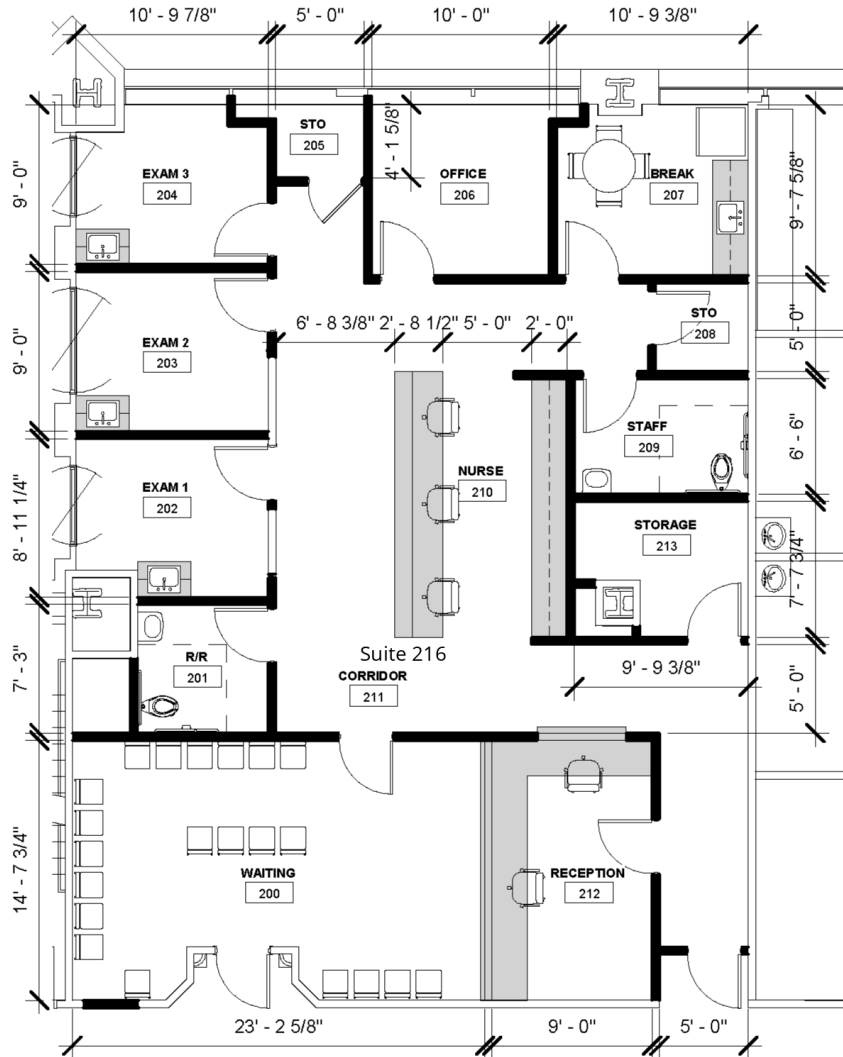 10' - 9 7/8"
5' - 0"
10' - 0"
10' - 9 3/8"
STO
205
4' - 1 5/8"
9' - 0"
EXAM 3
204
OFFICE
206
BREAK
207
9' - 7 5/8"
6' - 8 3/8"
2' - 8 1/2"
5' - 0"
2' - 0"
STO
208
5' - 0"
9' - 0"
EXAM 2
203
STAFF
209
6' - 6"
NURSE
210
8' - 11 1/4"
EXAM 1
202
STORAGE
213
7' - 7 3/4"
Suite 216
R/R
201
CORRIDOR
211
9' - 9 3/8"
7' - 3"
5' - 0"
14' - 7 3/4"
WAITING
200
RECEPTION
212
23' - 2 5/8"
9' - 0"
5' - 0"